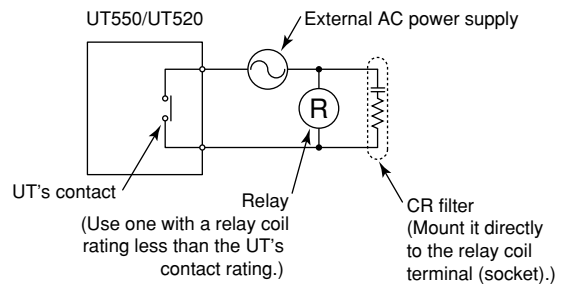 UT550/UT520
External AC power supply
R
UT's contact
Relay
(Use one with a relay coil
rating less than the UT's
contact rating.)
CR filter
(Mount it directly
to the relay coil
terminal (socket).)